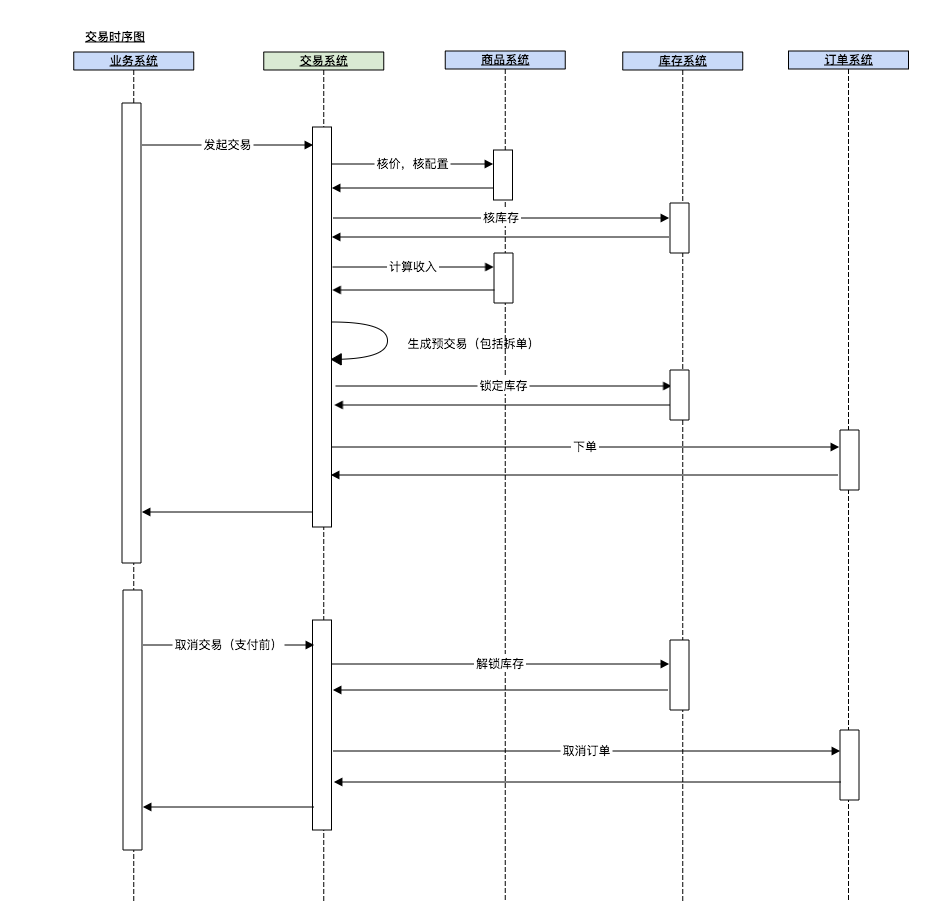 交易时序图
业务系统
交易系统
商品系统
库存系统
订单系统
发起交易
核价，核配置
核库存
计算收入
生成预交易（包括拆单）
锁定库存
下单
取消交易（支付前）
解锁库存
取消订单